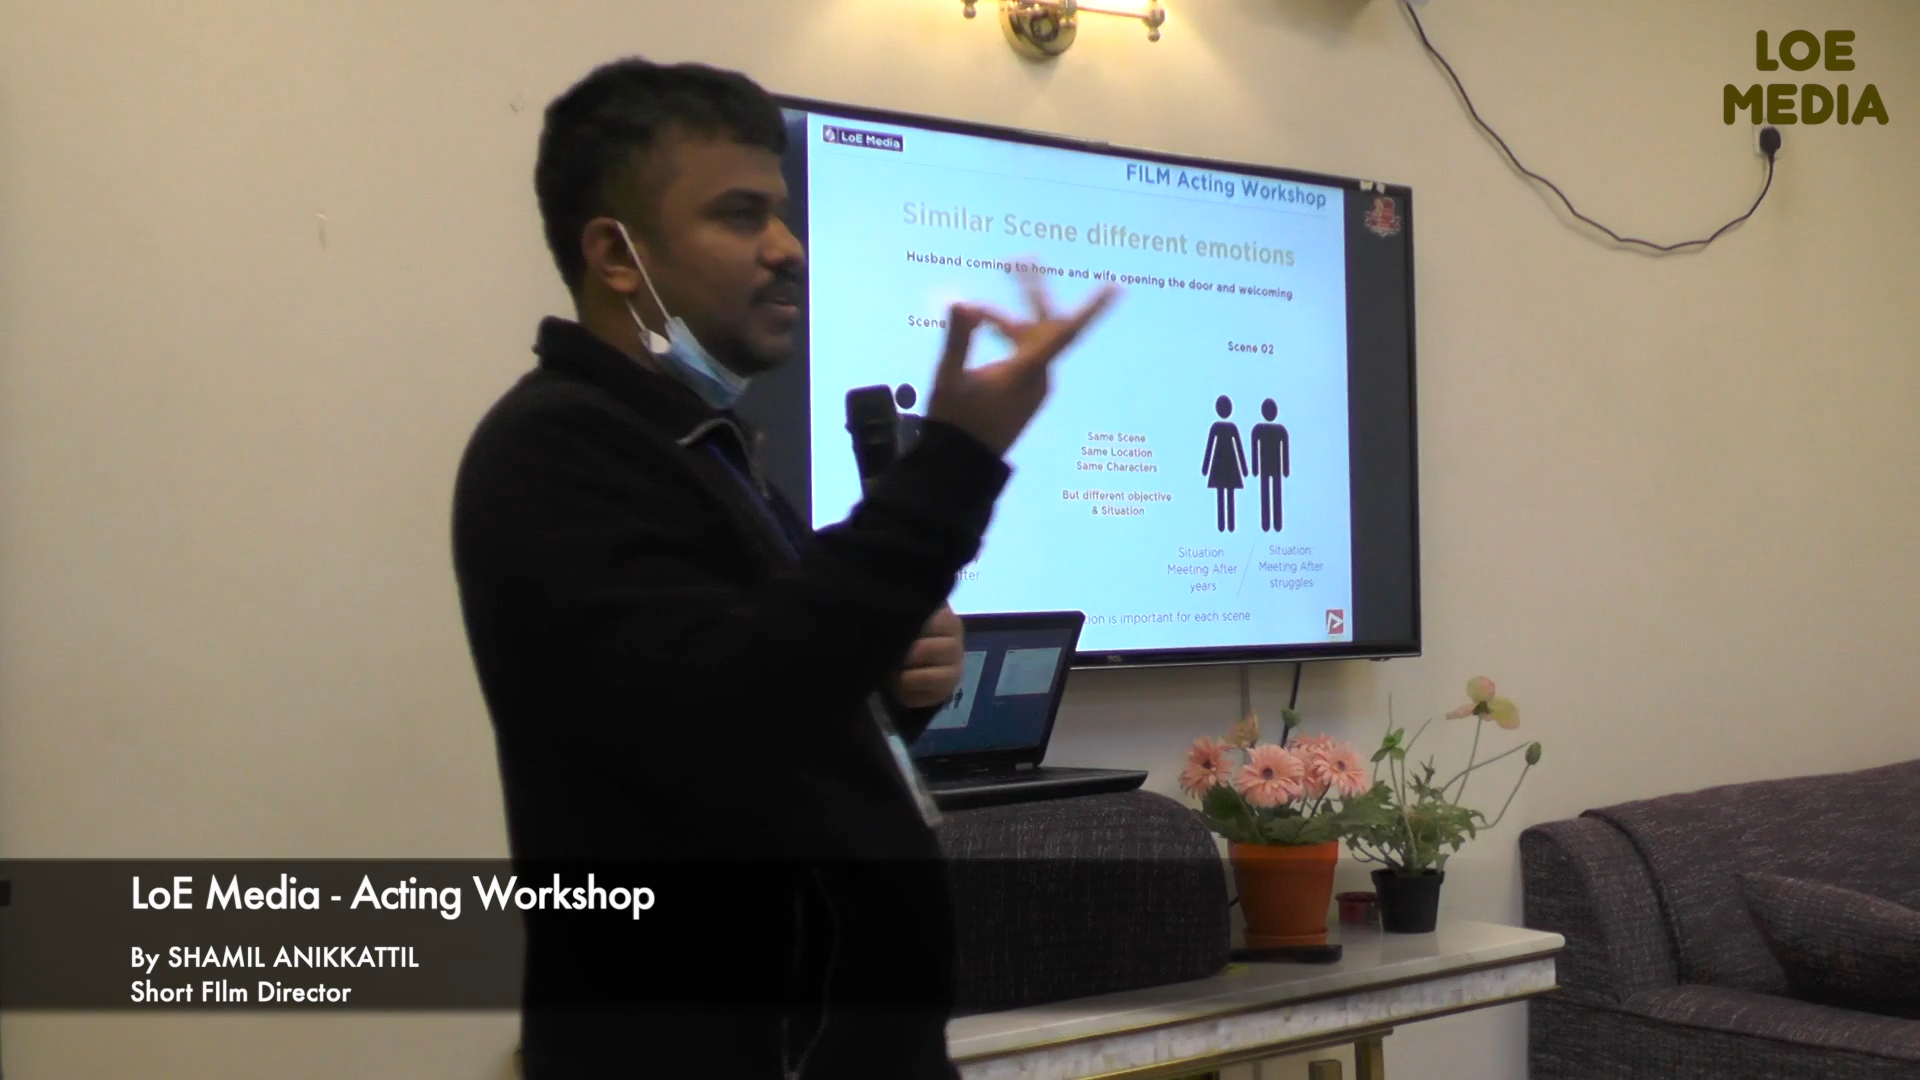 LOE
MEDIA
LoE Media
FILM Acting Workshop
Similar Scene different emotions
Husband coming to home and wife opening the door and welcoming
Scene
Scene 02
Same Scene
Same Location
Same Characters
But different objective
& Situation
Situation:
Meeting After
years
Situation:
Meeting After
struggles
is important for each scene
LoE Media - Acting Workshop
By SHAMIL ANIKKATTIL
Short FIlm Director